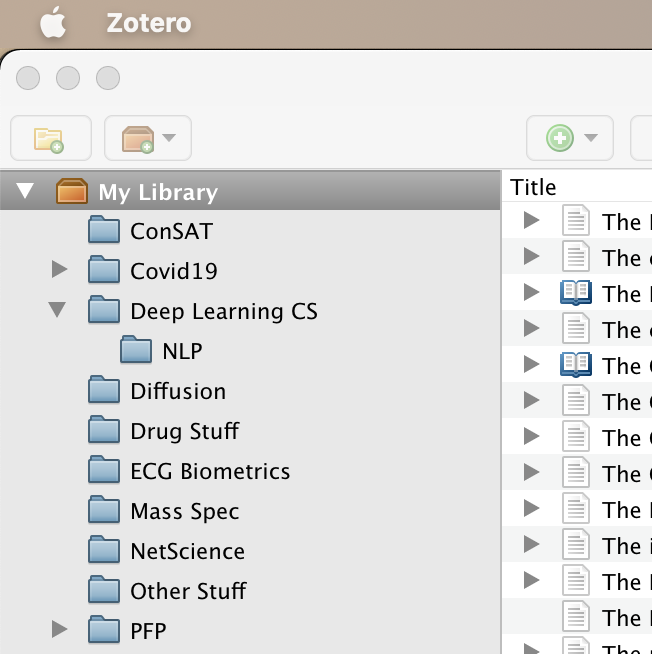 Zotero
My Library
ConSAT
Covid19
Deep Learning CS
NLP
Diffusion
Drug Stuff
ECG Biometrics
Mass Spec
NetScience
Other Stuff
PFP
Title
The
The
The
The
The
The
The
The
The
The
The
The